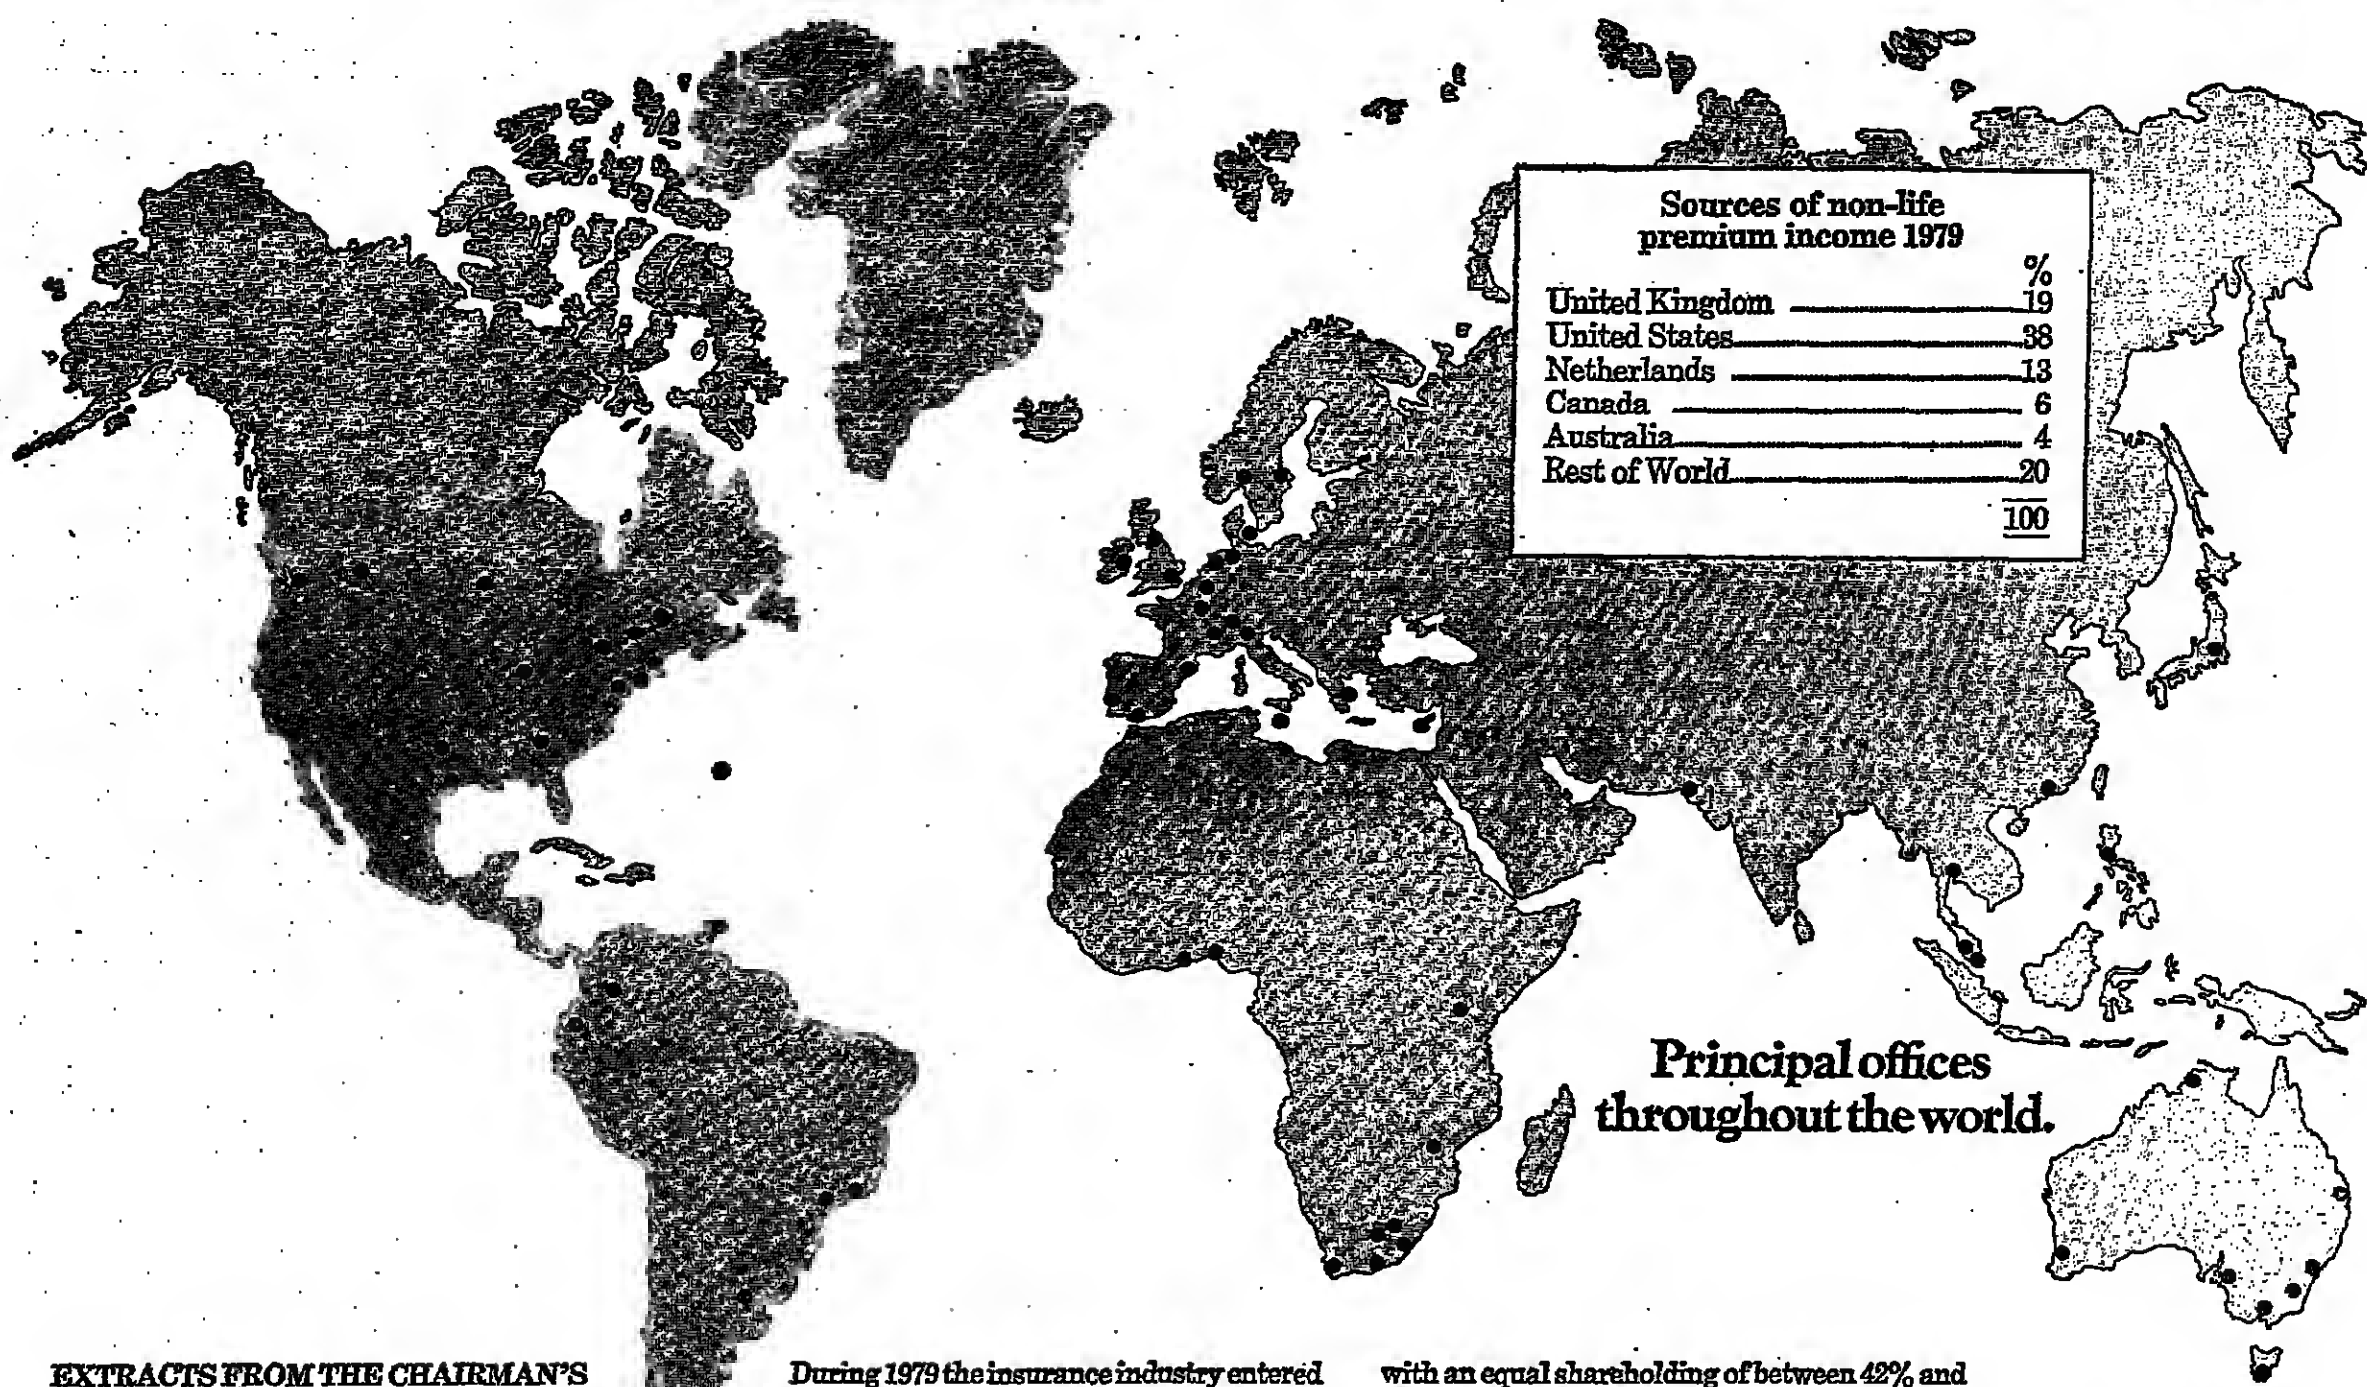 Sources of non-life
premium income 1979
%
United Kingdom 19
United States 38
Netherlands 13
Canada 6
Australia 4
Rest of World 20
100
Principal offices
throughout the world.
EXTRACTS FROM THE CHAIRMAN'S
During 1979 the insurance industry entered
with an equal shareholding of between 42% and